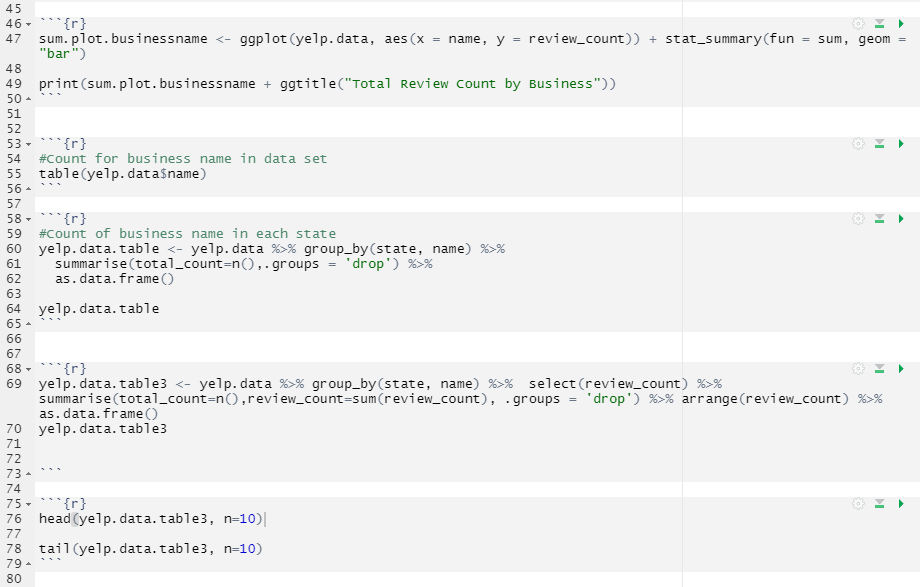 45
46 ```{r}
47 sum.plot.businessname <- ggplot(yelp.data, aes(x = name, y = review_count)) + stat_summary(fun = sum, geom =
"bar")
48
49 print(sum.plot.businessname + ggtitle("Total Review Count by Business"))
50 ```
51
52
53 ```{r}
54 #Count for business name in data set
55 table(yelp.data$name)
56 ```
57
58 ```{r}
59 #Count of business name in each state
60 yelp.data.table <- yelp.data %>% group_by(state, name) %>%
61   summarise(total_count=n(),.groups = 'drop') %>%
62   as.data.frame()
63
64 yelp.data.table
65 ```
66
67
68 ```{r}
69 yelp.data.table3 <- yelp.data %>% group_by(state, name) %>%  select(review_count) %>%
summarise(total_count=n(),review_count=sum(review_count), .groups = 'drop') %>% arrange(review_count) %>%
as.data.frame()
70 yelp.data.table3
71
72
73 ```
74
75 ```{r}
76 head(yelp.data.table3, n=10)
77
78 tail(yelp.data.table3, n=10)
79 ```
80